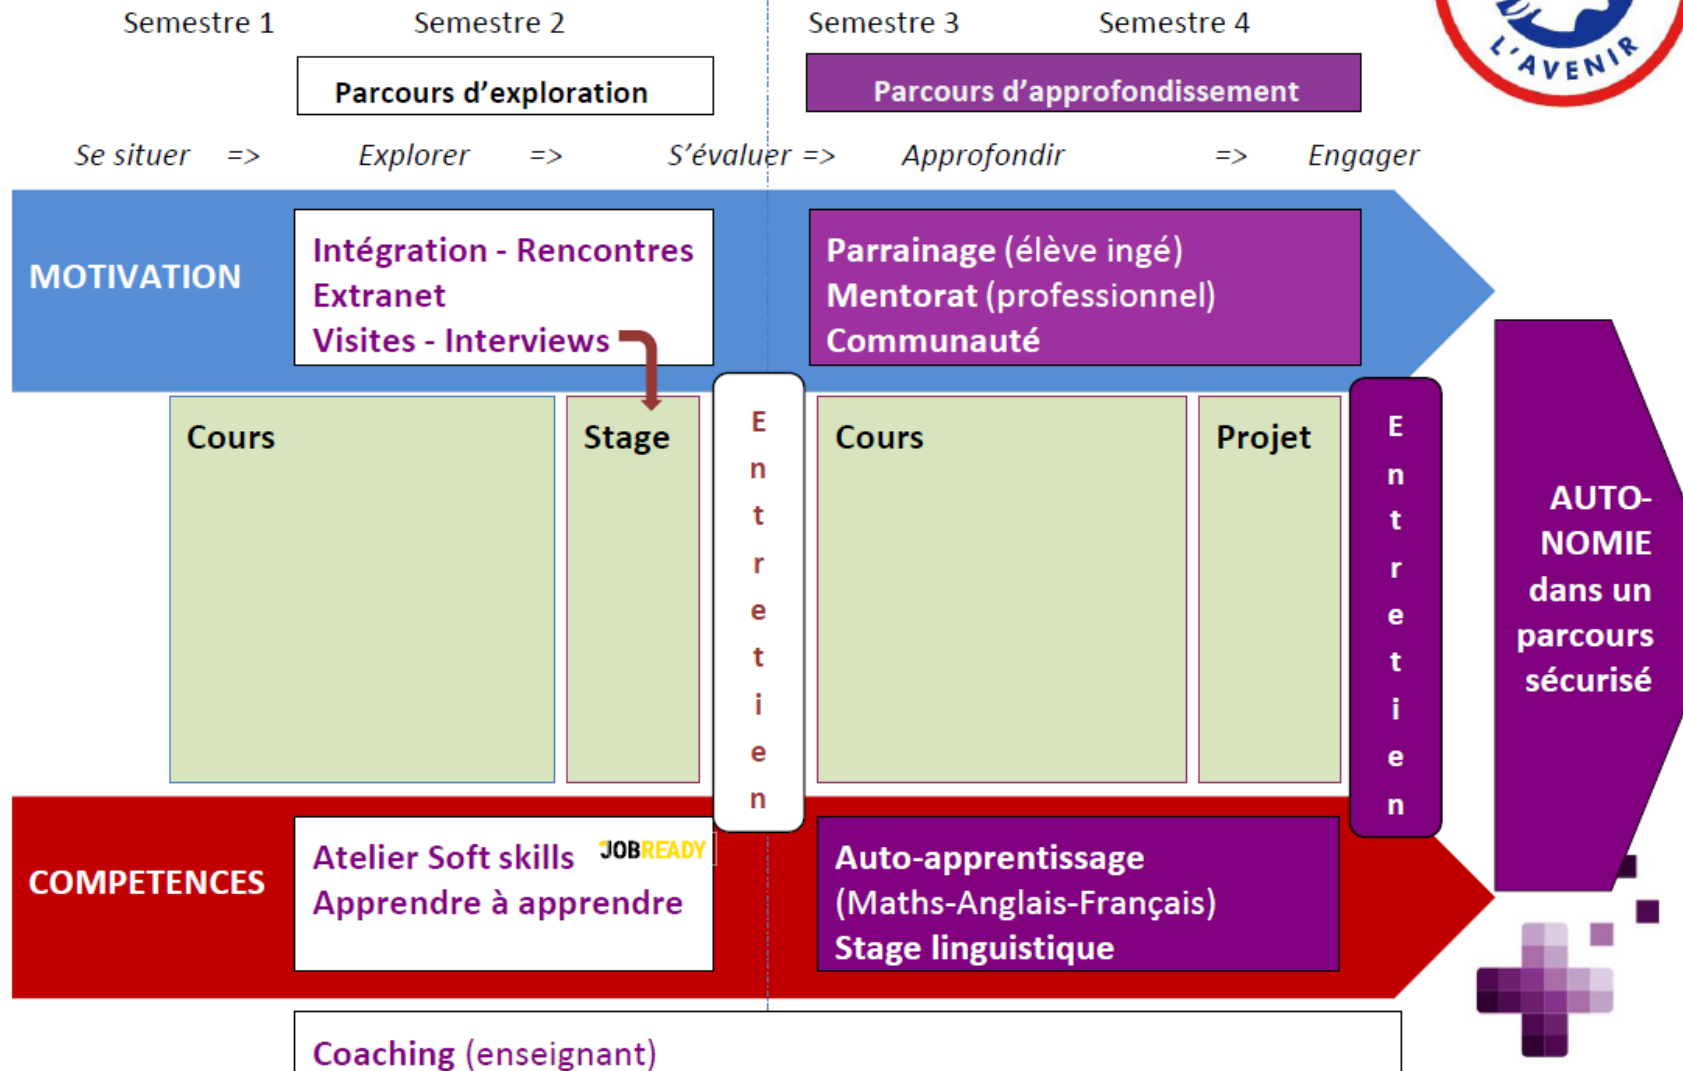 Semestre 1 Semestre 2 Semestre 3 Semestre 4
L'AVENIR
Parcours d'exploration
Parcours d'approfondissement
Se situer => Explorer => S'évaluer => Approfondir => Engager
MOTIVATION
Intégration - Rencontres
Extranet
Visites - Interviews
Parrainage (élève ingé)
Mentorat (professionnel)
Communauté
Cours
Stage
Entretien
Cours
Projet
Entretien
AUTO-
NOMIE
dans un
parcours
sécurisé
COMPETENCES
Atelier Soft skills JOBREADY
Apprendre à apprendre
Auto-apprentissage
(Maths-Anglais-Français)
Stage linguistique
Coaching (enseignant)